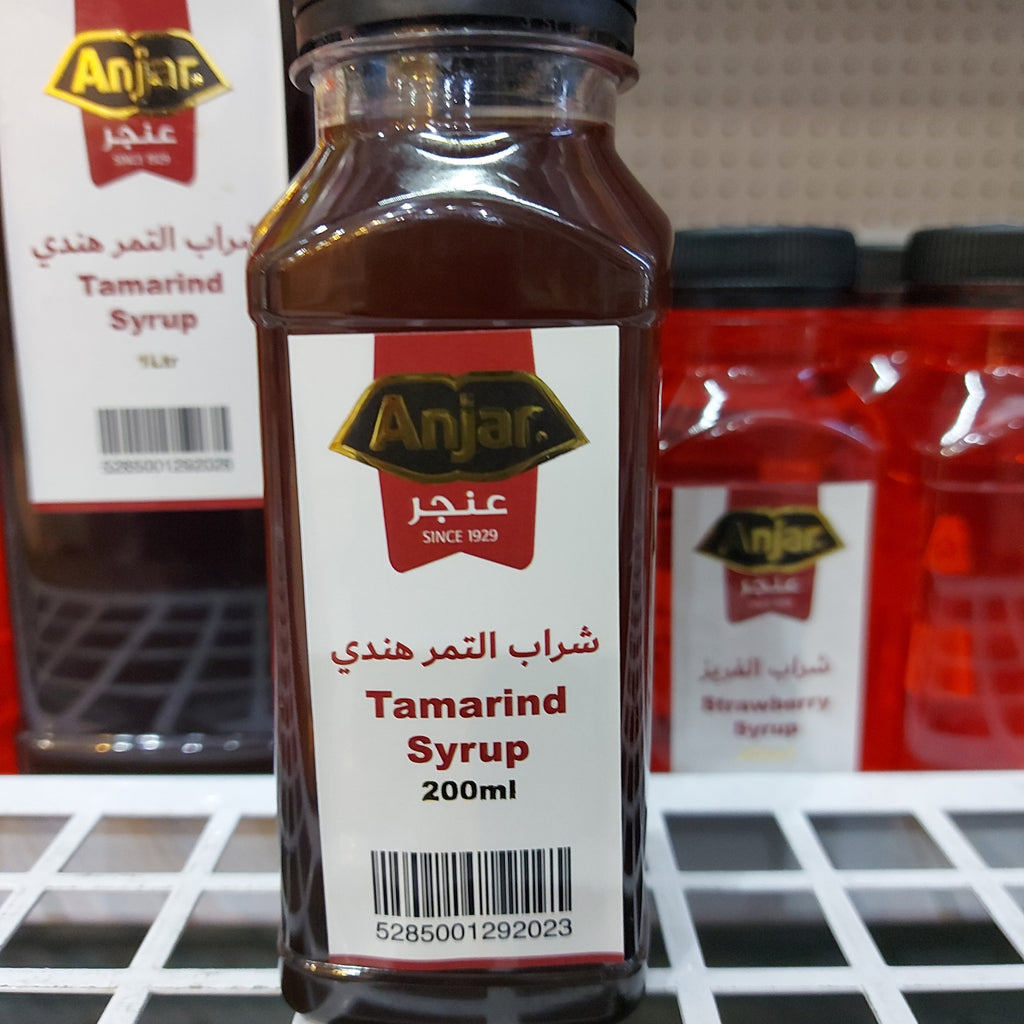 Anjar
عنجر
SINCE 1929
شراب التمر هندي
Tamarind
Syrup
1Ltr
Anjar
عنجر
SINCE 1929
شراب التمر هندي
Tamarind
Syrup
200ml
5285001292023
Anjar
عنجر
شراب الفريز
Strawberry
Syrup